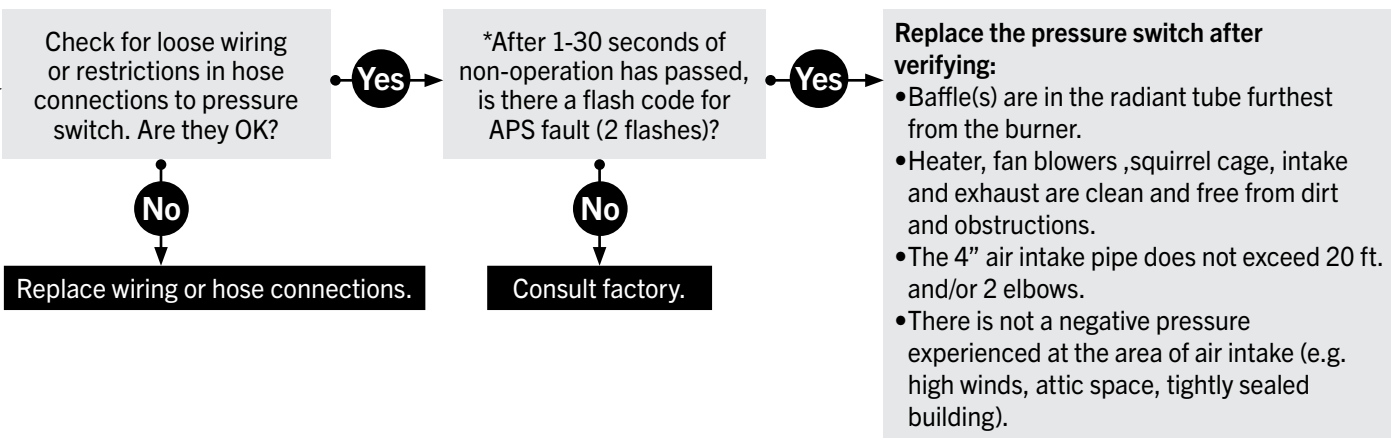 Check for loose wiring
or restrictions in hose
connections to pressure
switch. Are they OK?
Yes
No
Replace wiring or hose connections.
*After 1-30 seconds of
non-operation has passed,
is there a flash code for
APS fault (2 flashes)?
Yes
No
Consult factory.
Replace the pressure switch after
verifying:
•Baffle(s) are in the radiant tube furthest
from the burner.
•Heater, fan blowers ,squirrel cage, intake
and exhaust are clean and free from dirt
and obstructions.
•The 4” air intake pipe does not exceed 20 ft.
and/or 2 elbows.
•There is not a negative pressure
experienced at the area of air intake (e.g.
high winds, attic space, tightly sealed
building).